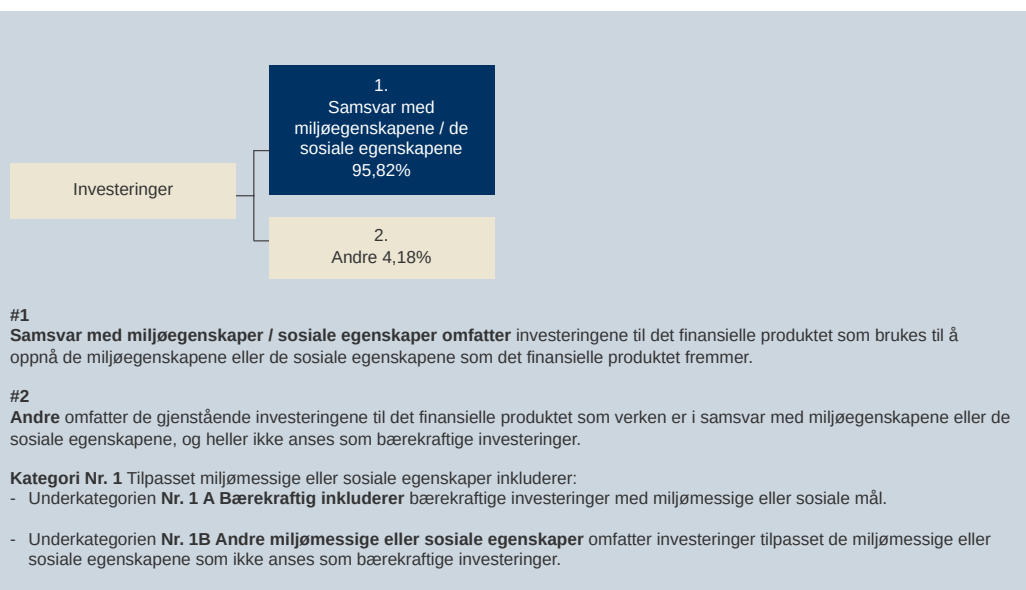 1.
Samsvar med
miljøegenskapene / de
sosiale egenskapene
95,82%
Investeringer
2.
Andre 4,18%
#1
Samsvar med miljøegenskaper / sosiale egenskaper omfatter investeringene til det finansielle produktet som brukes til å
oppnå de miljøegenskapene eller de sosiale egenskapene som det finansielle produktet fremmer.
#2
Andre omfatter de gjenstående investeringene til det finansielle produktet som verken er i samsvar med miljøegenskapene eller de
sosiale egenskapene, og heller ikke anses som bærekraftige investeringer.
Kategori Nr. 1 Tilpasset miljømessige eller sosiale egenskaper inkluderer:
- Underkategorien Nr. 1 A Bærekraftig inkluderer bærekraftige investeringer med miljømessige eller sosiale mål.
- Underkategorien Nr. 1B Andre miljømessige eller sosiale egenskaper omfatter investeringer tilpasset de miljømessige eller
sosiale egenskapene som ikke anses som bærekraftige investeringer.